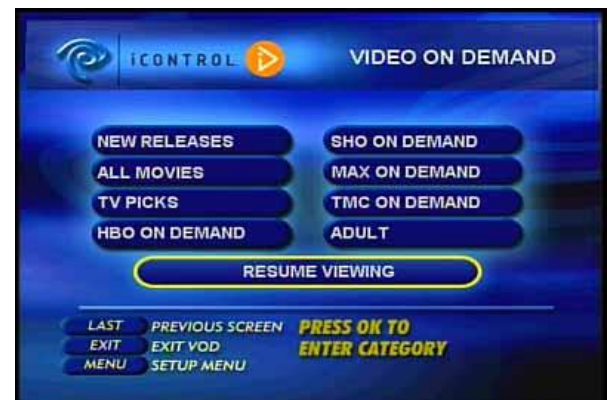 iCONTROL
VIDEO ON DEMAND
NEW RELEASES
ALL MOVIES
TV PICKS
HBO ON DEMAND
SHO ON DEMAND
MAX ON DEMAND
TMC ON DEMAND
ADULT
RESUME VIEWING
LAST PREVIOUS SCREEN
EXIT EXIT VOD
MENU SETUP MENU
PRESS OK TO
ENTER CATEGORY